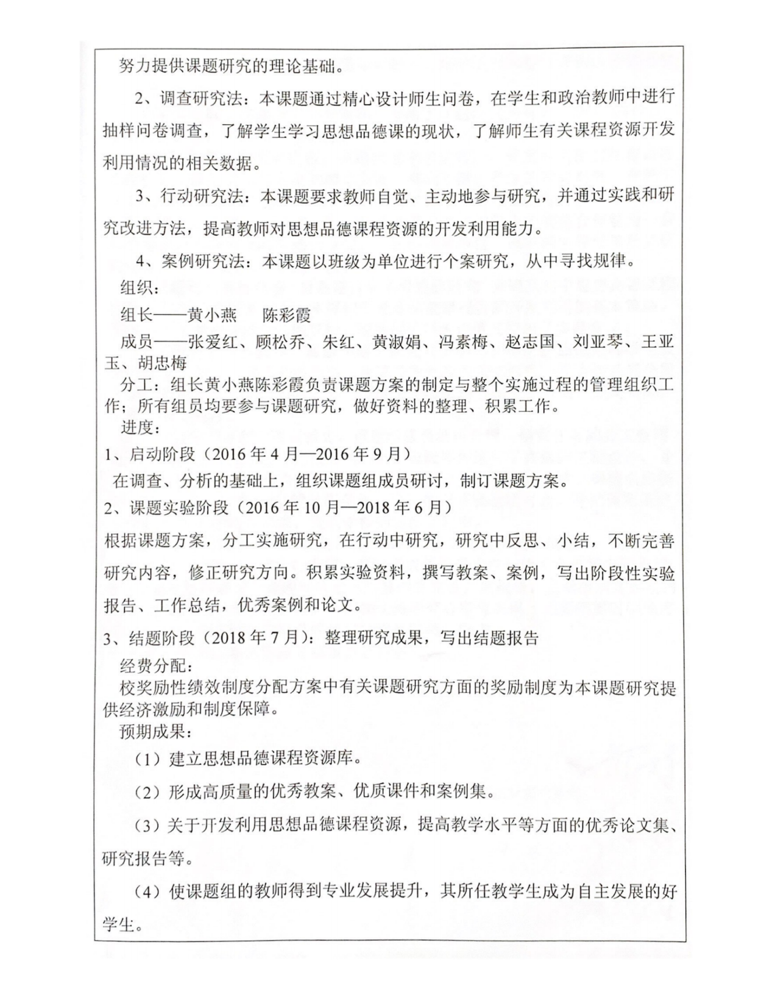 努力提供课题研究的理论基础。
2、调查研究法：本课题通过精心设计师生问卷，在学生和政治教师中进行
抽样问卷调查，了解学生学习思想品德课的现状，了解师生有关课程资源开发
利用情况的相关数据。
3、行动研究法：本课题要求教师自觉、主动地参与研究，并通过实践和研
究改进方法，提高教师对思想品德课程资源的开发利用能力。
4、案例研究法：本课题以班级为单位进行个案研究，从中寻找规律。
组织：
组长——黄小燕 陈彩霞
成员——张爱红、顾松乔、朱红、黄淑娟、冯素梅、赵志国、刘亚琴、王亚
玉、胡忠梅
分工：组长黄小燕陈彩霞负责课题方案的制定与整个实施过程的管理组织工
作；所有组员均要参与课题研究，做好资料的整理、积累工作。
进度：
1、启动阶段（2016 年 4 月—2016 年 9 月）
在调查、分析的基础上，组织课题组成员研讨，制订课题方案。
2、课题实验阶段（2016 年 10 月—2018 年 6 月）
根据课题方案，分工实施研究，在行动中研究，研究中反思、小结，不断完善
研究内容，修正研究方向。积累实验资料，撰写教案、案例，写出阶段性实验
报告、工作总结，优秀案例和论文。
3、结题阶段（2018 年 7 月）：整理研究成果，写出结题报告
经费分配：
校奖励性绩效制度分配方案中有关课题研究方面的奖励制度为本课题研究提
供经济激励和制度保障。
预期成果：
（1）建立思想品德课程资源库。
（2）形成高质量的优秀教案、优质课件和案例集。
（3）关于开发利用思想品德课程资源，提高教学水平等方面的优秀论文集、
研究报告等。
（4）使课题组的教师得到专业发展提升，其所任教学生成为自主发展的好
学生。